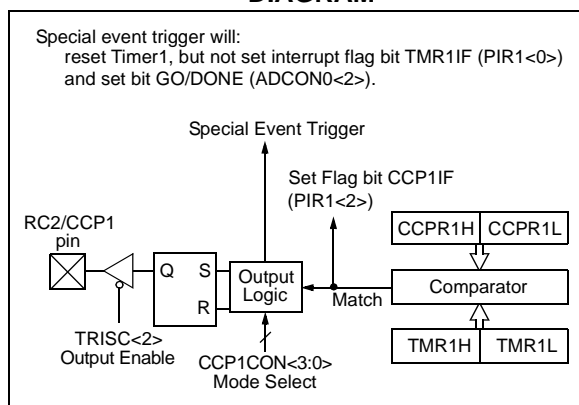 Special event trigger will:
reset Timer1, but not set interrupt flag bit TMR1IF (PIR1<0>)
and set bit GO/DONE (ADCON0<2>).
Special Event Trigger
Set Flag bit CCP1IF
(PIR1<2>)
RC2/CCP1
pin
CCPR1H CCPR1L
Q S
R
Output
Logic
Match
Comparator
TRISC<2>
Output Enable
CCP1CON<3:0>
Mode Select
TMR1H TMR1L